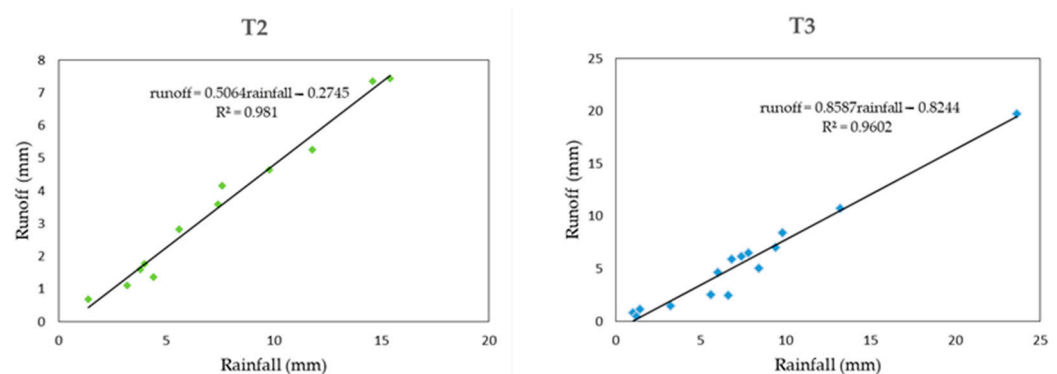 T2
8
7
6
5
4
3
2
1
0
Runoff (mm)
runoff = 0.5064rainfall – 0.2745
R² = 0.981
0 5 10 15 20
Rainfall (mm)
T3
25
20
15
10
5
0
Runoff (mm)
runoff = 0.8587rainfall – 0.8244
R² = 0.9602
0 5 10 15 20 25
Rainfall (mm)